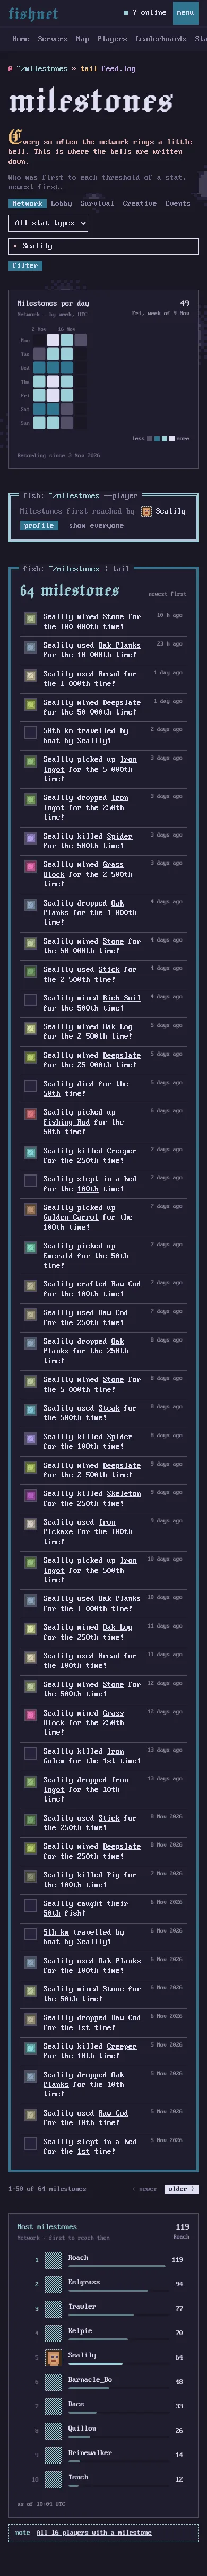 fishnet
7 online
menu
Home Servers Map Players Leaderboards Sta
@ ~/milestones » tail feed.log
milestones
Every so often the network rings a little
bell. This is where the bells are written
down.
Who was first to each threshold of a stat,
newest first.
Network Lobby Survival Creative Events
All stat types
» Sealily
filter
Milestones per day
49
Network · by week, UTC
Fri, week of 9 Nov
2 Nov 16 Nov
Mon
Tue
Wed
Thu
Fri
Sat
Sun
less more
Recording since 3 Nov 2026
fish: ~/milestones --player
Milestones first reached by Sealily
profile show everyone
fish: ~/milestones | tail
64 milestones
newest first
Sealily mined Stone for
the 100 000th time!
18 h ago
Sealily used Oak Planks
for the 10 000th time!
23 h ago
Sealily used Bread for
the 1 000th time!
1 day ago
Sealily mined Deepslate
for the 50 000th time!
1 day ago
50th km travelled by
boat by Sealily!
2 days ago
Sealily picked up Iron
Ingot for the 5 000th
time!
3 days ago
Sealily dropped Iron
Ingot for the 250th
time!
3 days ago
Sealily killed Spider
for the 500th time!
3 days ago
Sealily mined Grass
Block for the 2 500th
time!
3 days ago
Sealily dropped Oak
Planks for the 1 000th
time!
4 days ago
Sealily mined Stone for
the 50 000th time!
4 days ago
Sealily used Stick for
the 2 500th time!
4 days ago
Sealily mined Rich Soil
for the 500th time!
4 days ago
Sealily mined Oak Log
for the 2 500th time!
5 days ago
Sealily mined Deepslate
for the 25 000th time!
5 days ago
Sealily died for the
50th time!
5 days ago
Sealily picked up
Fishing Rod for the
50th time!
6 days ago
Sealily killed Creeper
for the 250th time!
7 days ago
Sealily slept in a bed
for the 100th time!
7 days ago
Sealily picked up
Golden Carrot for the
100th time!
7 days ago
Sealily picked up
Emerald for the 50th
time!
7 days ago
Sealily crafted Raw Cod
for the 100th time!
7 days ago
Sealily used Raw Cod
for the 250th time!
7 days ago
Sealily dropped Oak
Planks for the 250th
time!
8 days ago
Sealily mined Stone for
the 5 000th time!
8 days ago
Sealily used Steak for
the 500th time!
8 days ago
Sealily killed Spider
for the 100th time!
8 days ago
Sealily mined Deepslate
for the 2 500th time!
9 days ago
Sealily killed Skeleton
for the 250th time!
9 days ago
Sealily used Iron
Pickaxe for the 100th
time!
9 days ago
Sealily picked up Iron
Ingot for the 500th
time!
10 days ago
Sealily used Oak Planks
for the 1 000th time!
10 days ago
Sealily mined Oak Log
for the 250th time!
11 days ago
Sealily used Bread for
the 100th time!
11 days ago
Sealily mined Stone for
the 500th time!
12 days ago
Sealily mined Grass
Block for the 250th
time!
12 days ago
Sealily killed Iron
Golem for the 1st time!
13 days ago
Sealily dropped Iron
Ingot for the 10th
time!
13 days ago
Sealily used Stick for
the 250th time!
8 Nov 2026
Sealily mined Deepslate
for the 250th time!
8 Nov 2026
Sealily killed Pig for
the 100th time!
7 Nov 2026
Sealily caught their
50th fish!
6 Nov 2026
5th km travelled by
boat by Sealily!
6 Nov 2026
Sealily used Oak Planks
for the 100th time!
6 Nov 2026
Sealily mined Stone for
the 50th time!
6 Nov 2026
Sealily dropped Raw Cod
for the 1st time!
6 Nov 2026
Sealily killed Creeper
for the 10th time!
5 Nov 2026
Sealily dropped Oak
Planks for the 10th
time!
5 Nov 2026
Sealily used Raw Cod
for the 10th time!
5 Nov 2026
Sealily slept in a bed
for the 1st time!
5 Nov 2026
1–50 of 64 milestones
‹ newer older ›
Most milestones
119
Network · first to reach them
Roach
1 Roach 119
2 Eelgrass 94
3 Trawler 77
4 Kelpie 70
5 Sealily 64
6 Barnacle_Bo 48
7 Dace 33
8 Quillon 26
9 Brinewalker 14
10 Tench 12
as of 18:04 UTC
note All 16 players with a milestone